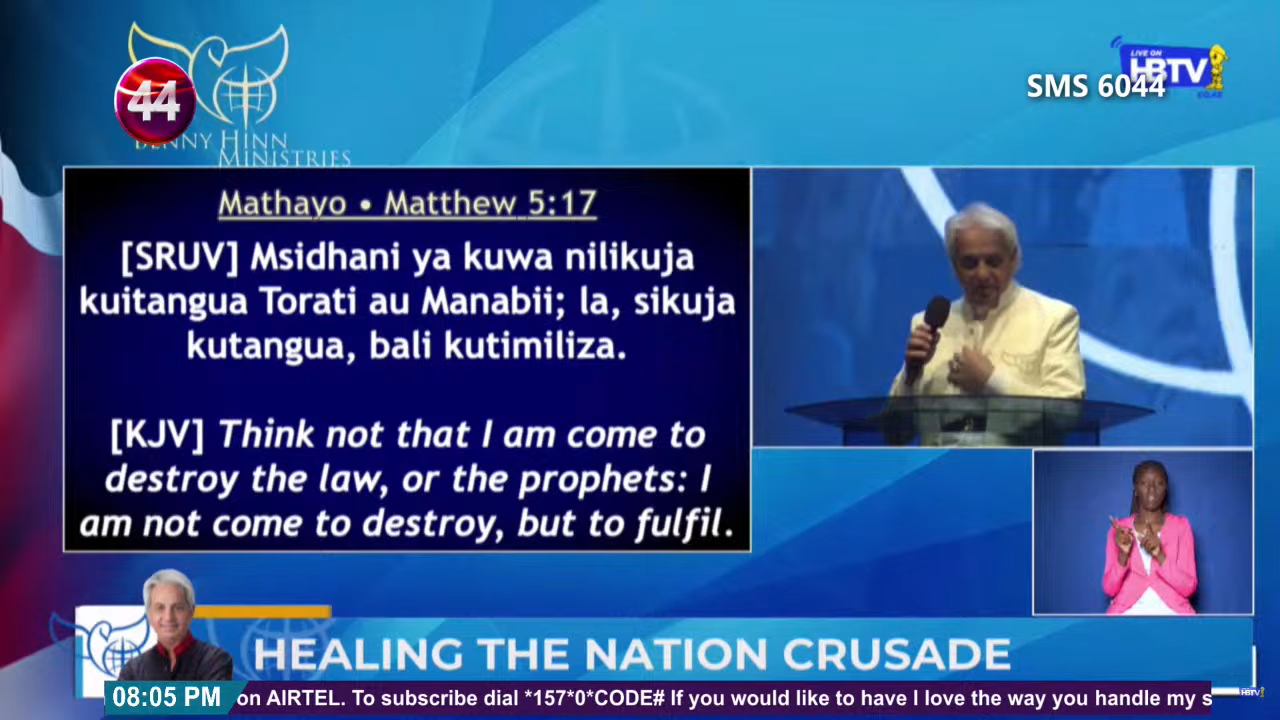 44
BENNY HINN
MINISTRIES
LIVE ON
HBTV
SMS 6044
Mathayo • Matthew 5:17
[SRUV] Msidhani ya kuwa nilikuja
kuitangua Torati au Manabii; la, sikuja
kutangua, bali kutimiliza.
[KJV] Think not that I am come to
destroy the law, or the prophets: I
am not come to destroy, but to fulfil.
HEALING THE NATION CRUSADE
08:05 PM
on AIRTEL. To subscribe dial *157*0*CODE# If you would like to have I love the way you handle my s
HBTV